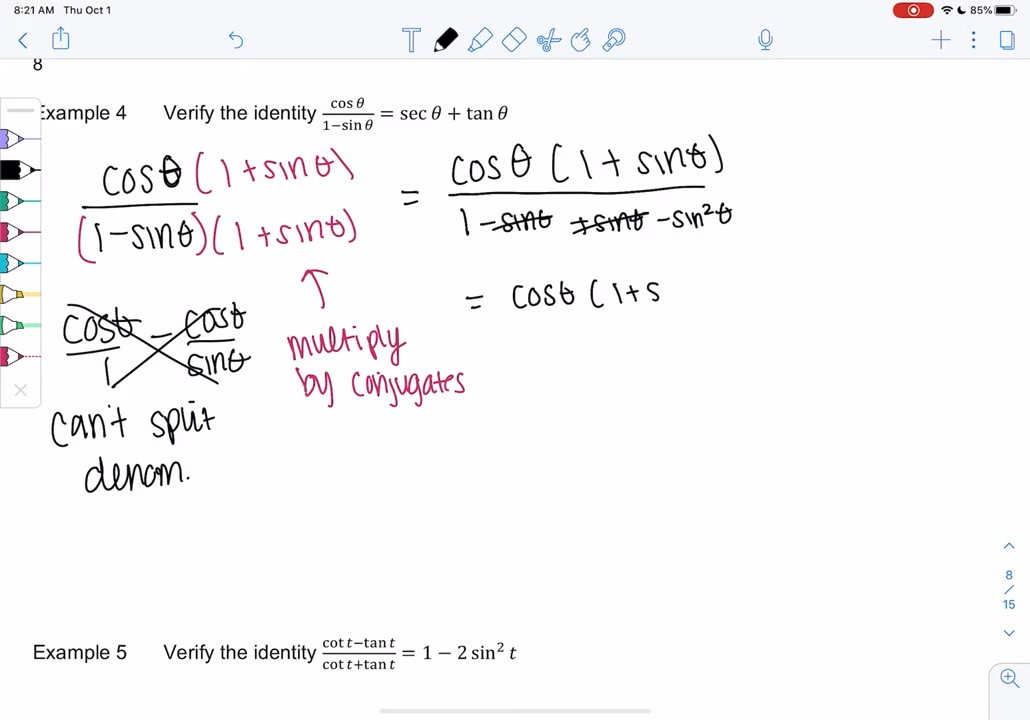 8:21 AM Thu Oct 1
85%
T
8
Example 4 Verify the identity cos θ / 1−sin θ = sec θ + tan θ
cosθ (1+sinθ) / (1−sinθ)(1+sinθ) = cosθ (1+ sinθ) / 1 −sinθ +sinθ −sin²θ
= cosθ (1+s
cosθ / 1 − cosθ / sinθ
multiply
by conjugates
can't split
denom.
8
/
15
Example 5 Verify the identity cot t−tan t / cot t+tan t = 1 − 2 sin² t